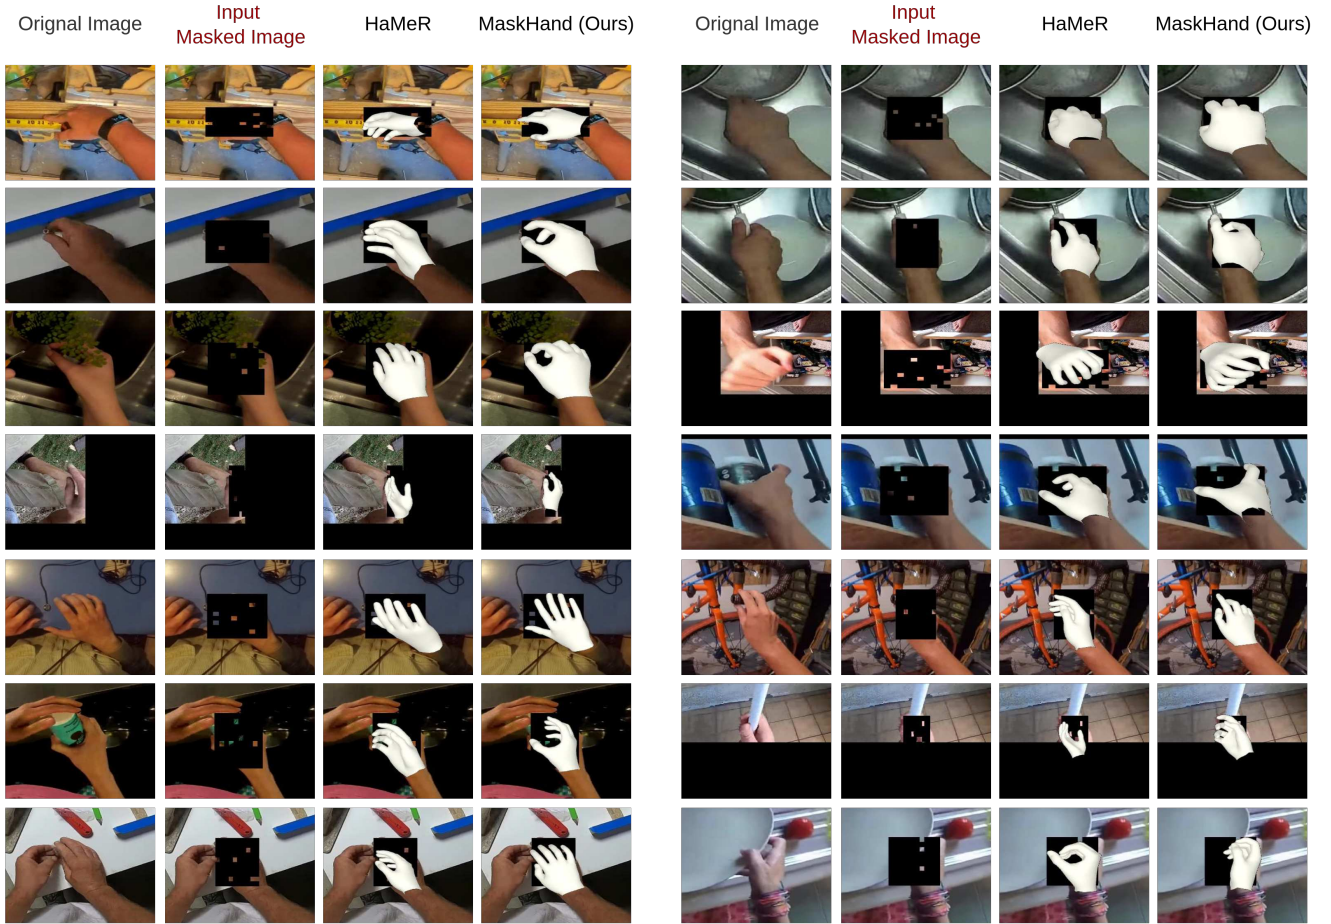 Orignal Image
Input
Masked Image
HaMeR
MaskHand (Ours)
Orignal Image
Input
Masked Image
HaMeR
MaskHand (Ours)